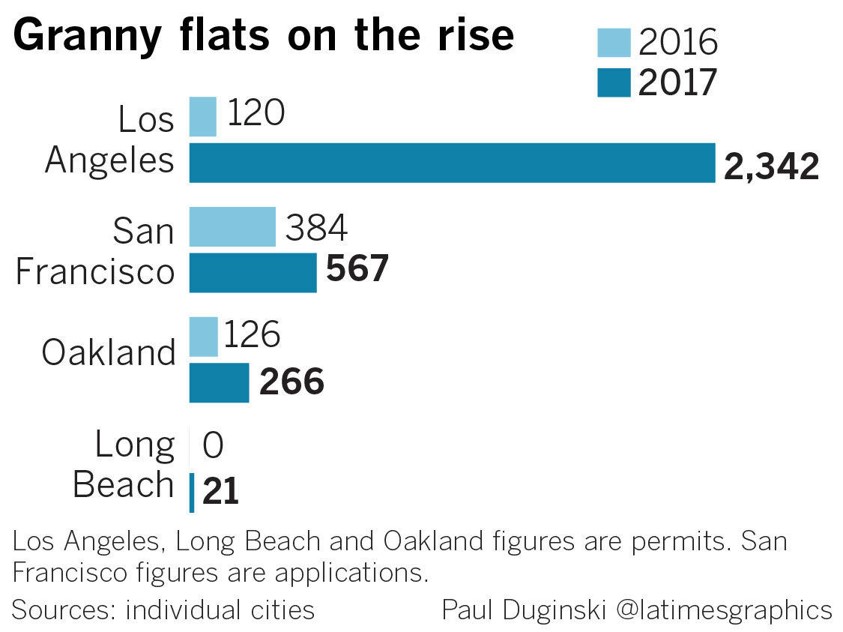 Granny flats on the rise
2016
2017
Los
Angeles
120
2,342
San
Francisco
384
567
Oakland
126
266
Long
Beach
0
21
Los Angeles, Long Beach and Oakland figures are permits. San
Francisco figures are applications.
Sources: individual cities
Paul Duginski @latimesgraphics